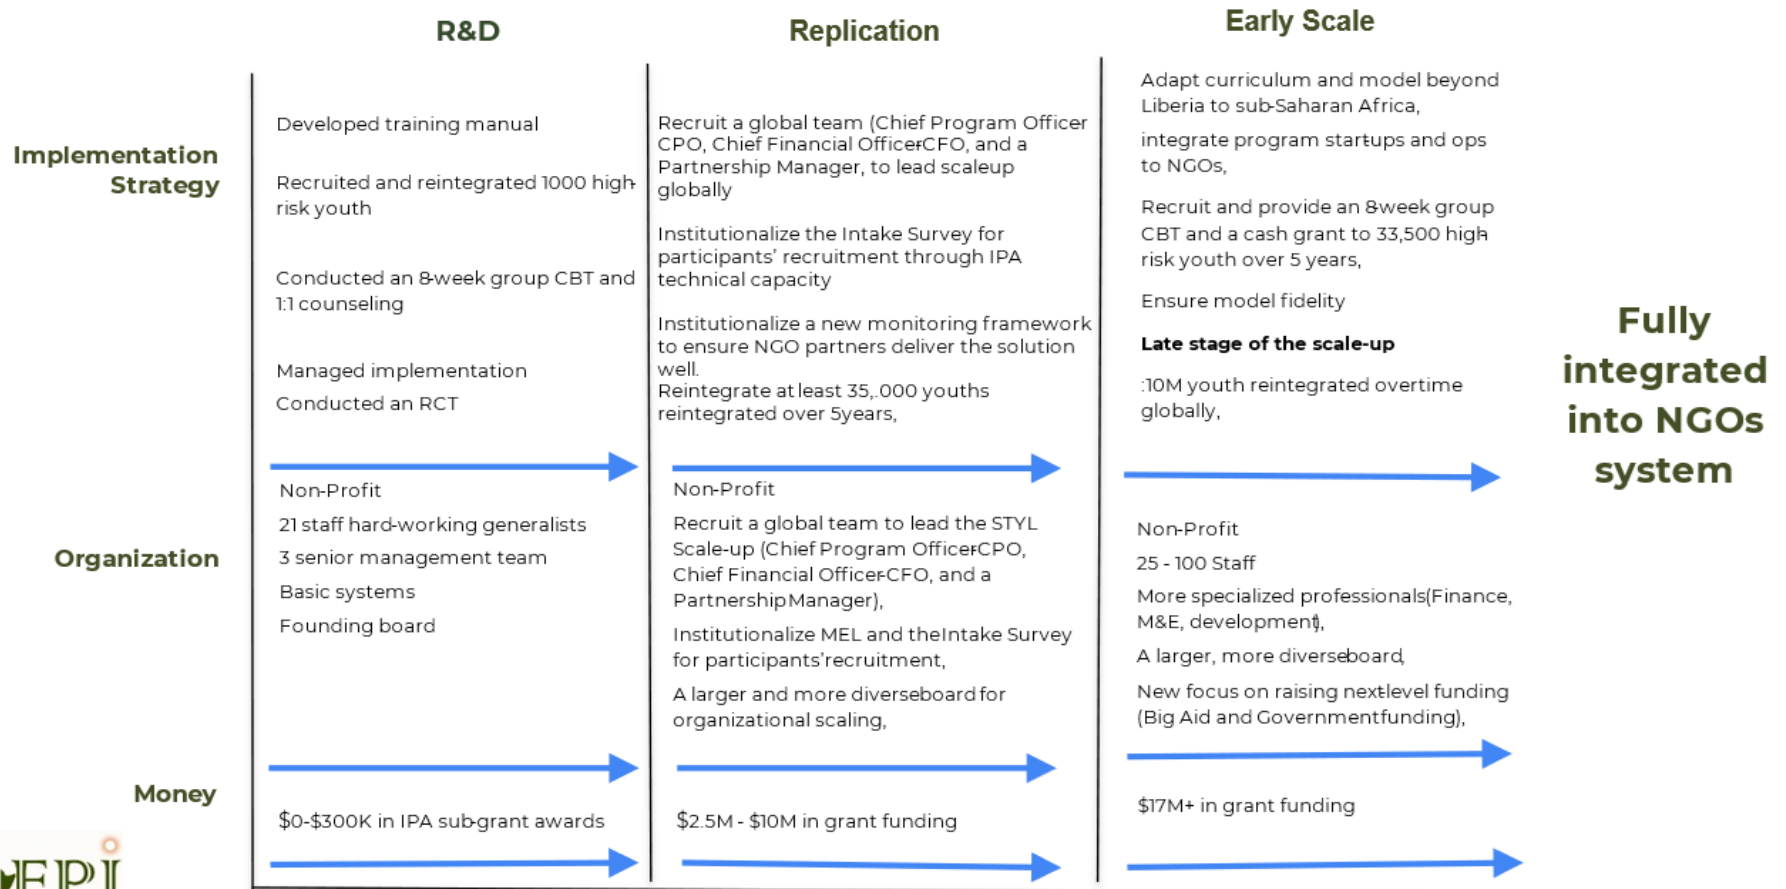 R&D
Replication
Early Scale
Implementation
Strategy
Developed training manual
Recruited and reintegrated 1000 high-
risk youth
Conducted an 8-week group CBT and
1:1 counseling
Managed implementation
Conducted an RCT
Recruit a global team (Chief Program Officer
CPO, Chief Financial Officer-CFO, and a
Partnership Manager, to lead scaleup
globally
Institutionalize the Intake Survey for
participants' recruitment through IPA
technical capacity
Institutionalize a new monitoring framework
to ensure NGO partners deliver the solution
well.
Reintegrate at least 35,.000 youths
reintegrated over 5years,
Adapt curriculum and model beyond
Liberia to sub-Saharan Africa,
integrate program start-ups and ops
to NGOs,
Recruit and provide an 8-week group
CBT and a cash grant to 33,500 high-
risk youth over 5 years,
Ensure model fidelity
Late stage of the scale-up
:10M youth reintegrated overtime
globally,
Fully
integrated
into NGOs
system
Organization
Non-Profit
21 staff hard-working generalists
3 senior management team
Basic systems
Founding board
Non-Profit
Recruit a global team to lead the STYL
Scale-up (Chief Program Officer-CPO,
Chief Financial Officer-CFO, and a
Partnership Manager),
Institutionalize MEL and the Intake Survey
for participants' recruitment,
A larger and more diverse board for
organizational scaling,
Non-Profit
25 - 100 Staff
More specialized professionals (Finance,
M&E, development),
A larger, more diverse board,
New focus on raising next-level funding
(Big Aid and Government funding),
Money
$0-$300K in IPA sub-grant awards
$2.5M - $10M in grant funding
$17M+ in grant funding
EPI